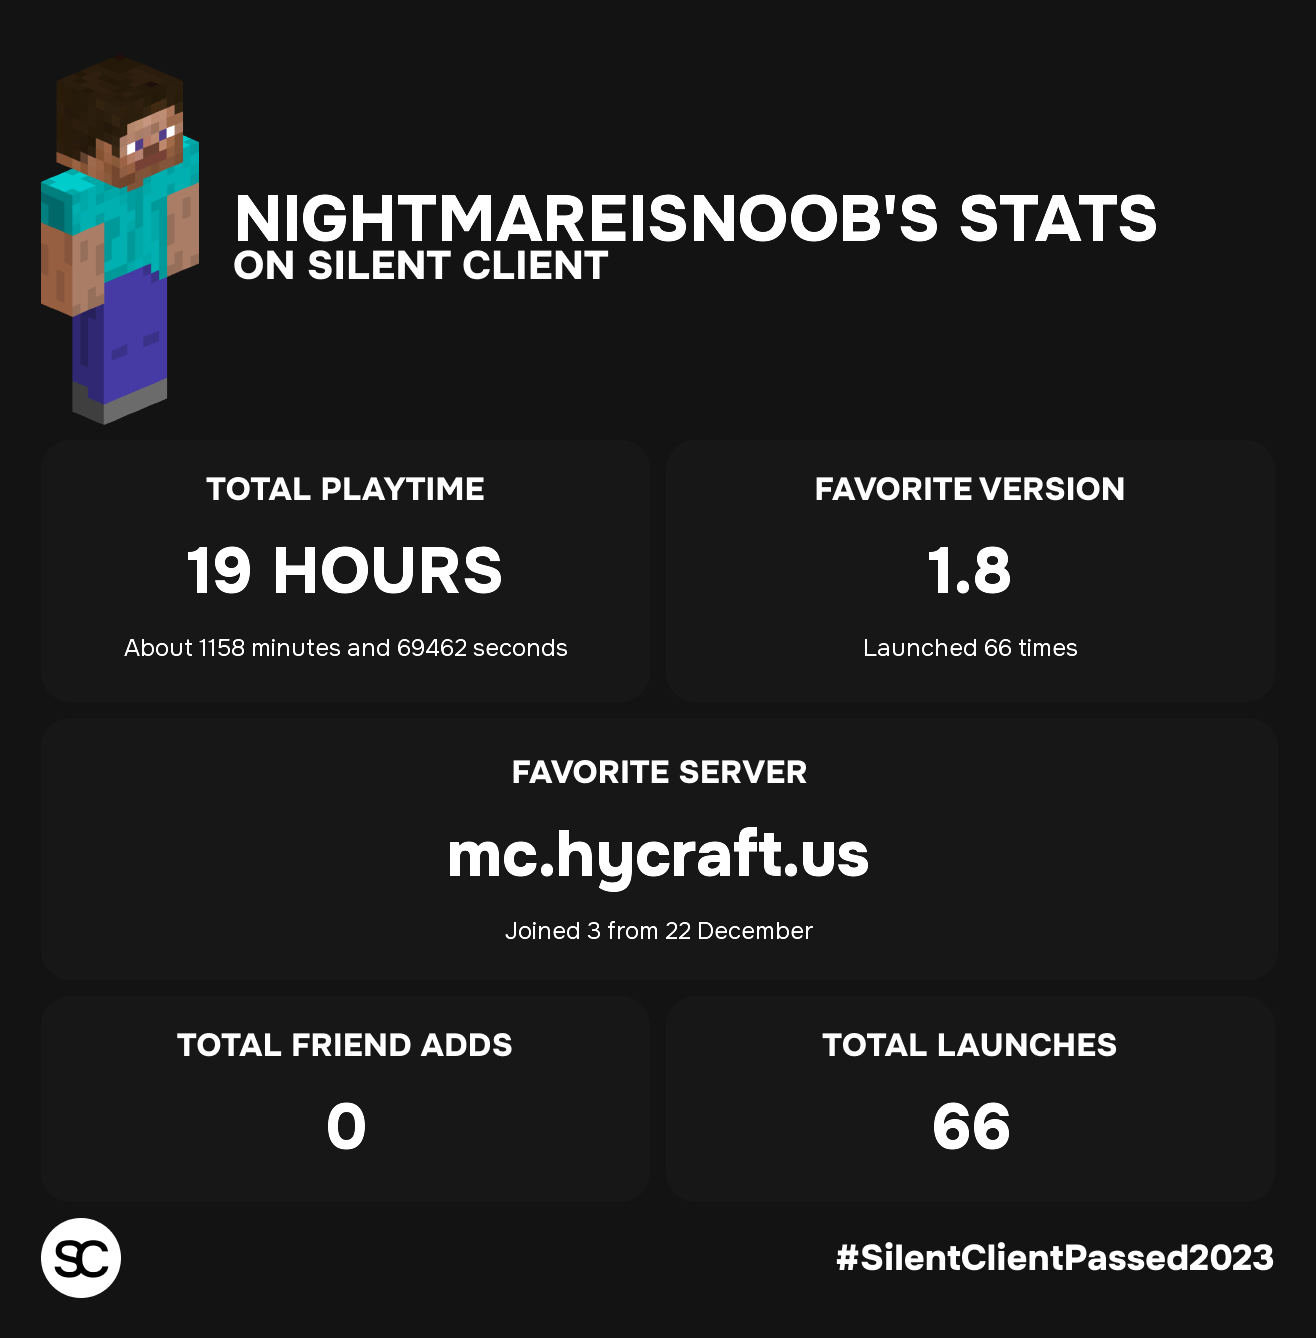 NIGHTMAREISNOOB'S STATS
ON SILENT CLIENT
TOTAL PLAYTIME
19 HOURS
About 1158 minutes and 69462 seconds
FAVORITE VERSION
1.8
Launched 66 times
FAVORITE SERVER
mc.hycraft.us
Joined 3 from 22 December
TOTAL FRIEND ADDS
0
TOTAL LAUNCHES
66
SC
#SilentClientPassed2023